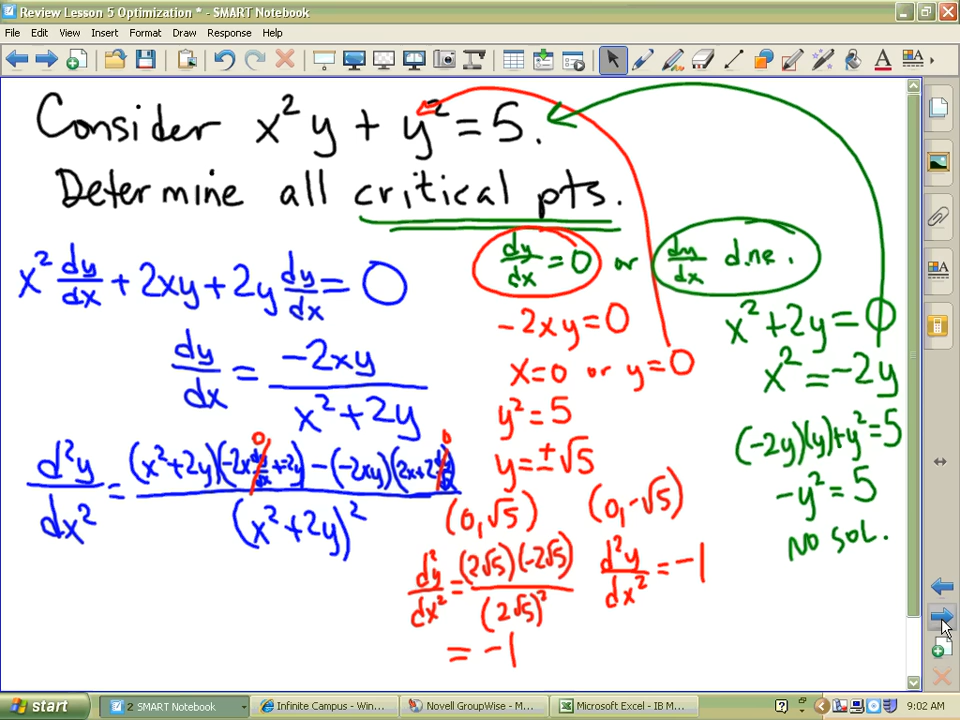 Review Lesson 5 Optimization * - SMART Notebook
File Edit View Insert Format Draw Response Help
Consider x²y + y² = 5.
Determine all critical pts.
dy/dx = 0 or dy/dx d.n.e.
x² dy/dx + 2xy + 2y dy/dx = 0
dy/dx = -2xy / x² + 2y
d²y/dx² = (x²+2y)(-2x dy/dx + -2y) - (-2xy)(2x+2 dy/dx) / (x²+2y)²
0 0
-2xy = 0
x=0 or y=0
y² = 5
y = ±√5
(0, √5) (0, -√5)
d²y/dx² = (2√5)(-2√5) / (2√5)²
= -1
d²y/dx² = -1
x² + 2y = 0
x² = -2y
(-2y)(y) + y² = 5
-y² = 5
NO SOL.
start 2 SMART Notebook Infinite Campus - Win... Novell GroupWise - M... Microsoft Excel - IB M... 9:02 AM